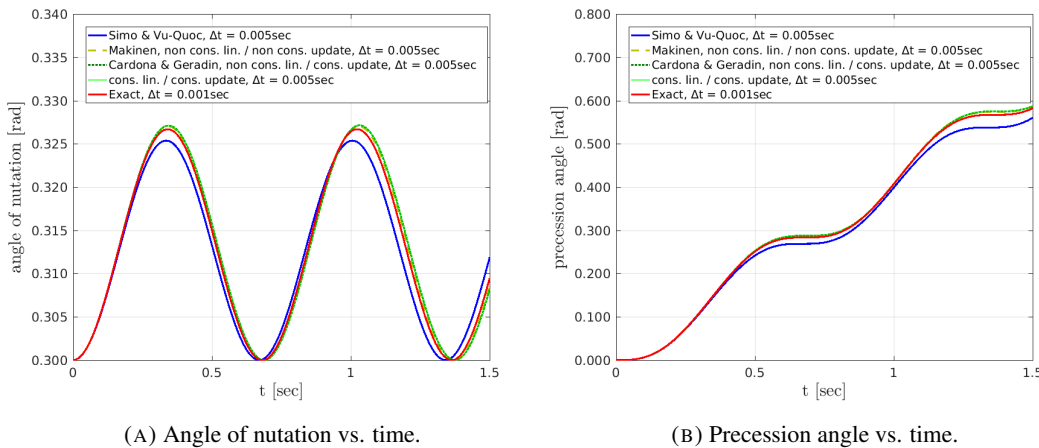 0.340
0.335
0.330
0.325
0.320
0.315
0.310
0.305
0.300
angle of nutation [rad]
Simo & Vu-Quoc, Δt = 0.005sec
Makinen, non cons. lin. / non cons. update, Δt = 0.005sec
Cardona & Geradin, non cons. lin. / cons. update, Δt = 0.005sec
cons. lin. / cons. update, Δt = 0.005sec
Exact, Δt = 0.001sec
0 0.5 1 1.5
t [sec]
(A) Angle of nutation vs. time.
0.800
0.700
0.600
0.500
0.400
0.300
0.200
0.100
0.000
precession angle [rad]
Simo & Vu-Quoc, Δt = 0.005sec
Makinen, non cons. lin. / non cons. update, Δt = 0.005sec
Cardona & Geradin, non cons. lin. / cons. update, Δt = 0.005sec
cons. lin. / cons. update, Δt = 0.005sec
Exact, Δt = 0.001sec
0 0.5 1 1.5
t [sec]
(B) Precession angle vs. time.